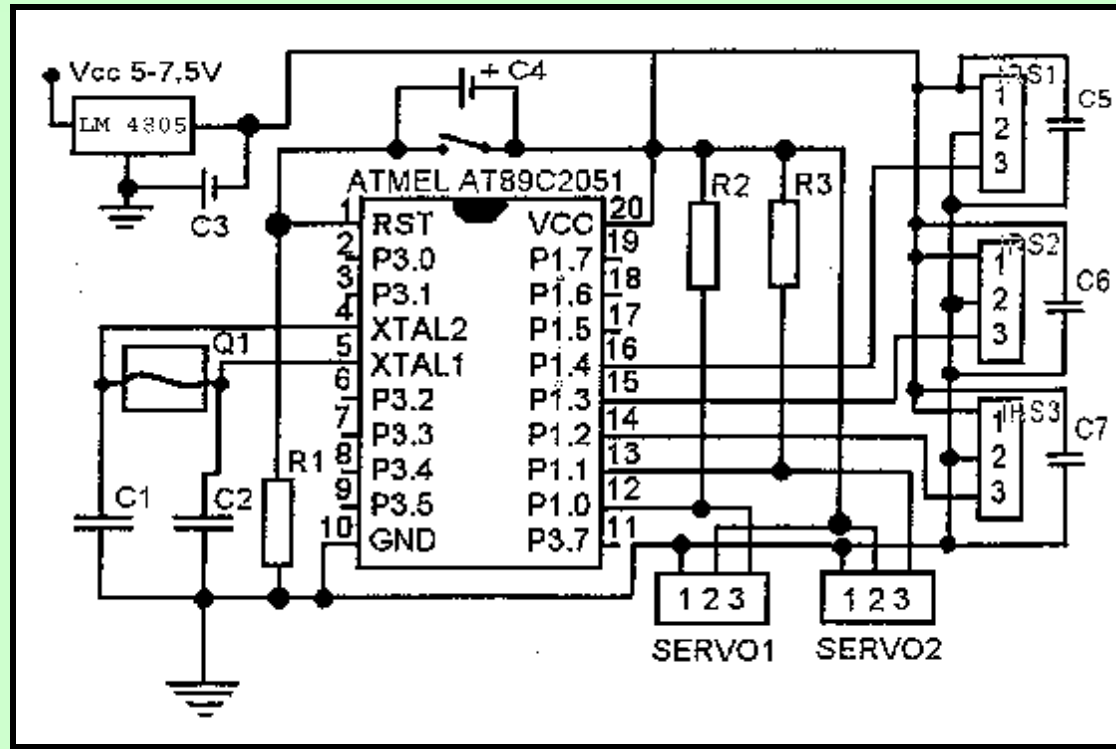 Vcc 5-7,5V
LM 4805
C3
+ C4
ATMEL AT89C2051
1 RST VCC 20
2 P3.0 P1.7 19
3 P3.1 P1.6 18
4 XTAL2 P1.5 17
5 XTAL1 P1.4 16
6 P3.2 P1.3 15
7 P3.3 P1.2 14
8 P3.4 P1.1 13
9 P3.5 P1.0 12
10 GND P3.7 11
Q1
C1
C2
R1
R2
R3
IRS1
1
2
3
C5
IRS2
1
2
3
C6
IRS3
1
2
3
C7
1 2 3
SERVO1
1 2 3
SERVO2